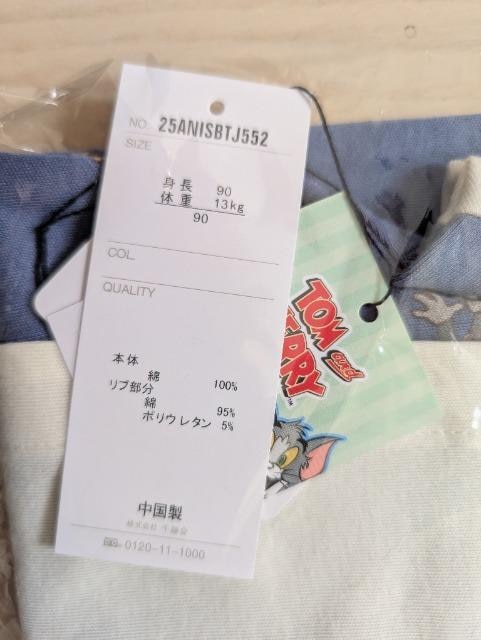 NO. 25ANISBTJ552
SIZE
身長 90
体重 13kg
90
COL.
QUALITY
本体
綿 100%
リブ部分
綿 95%
ポリウレタン 5%
中国製
株式会社 千趣会
0120-11-1000
TOM
and
JERRY